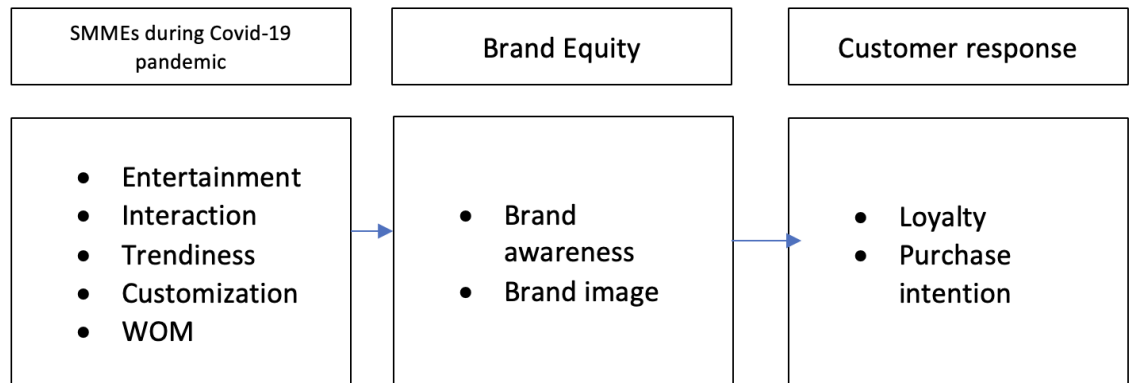 SMMEs during Covid-19
pandemic
Brand Equity
Customer response
• Entertainment
• Interaction
• Trendiness
• Customization
• WOM
• Brand
awareness
• Brand image
• Loyalty
• Purchase
intention